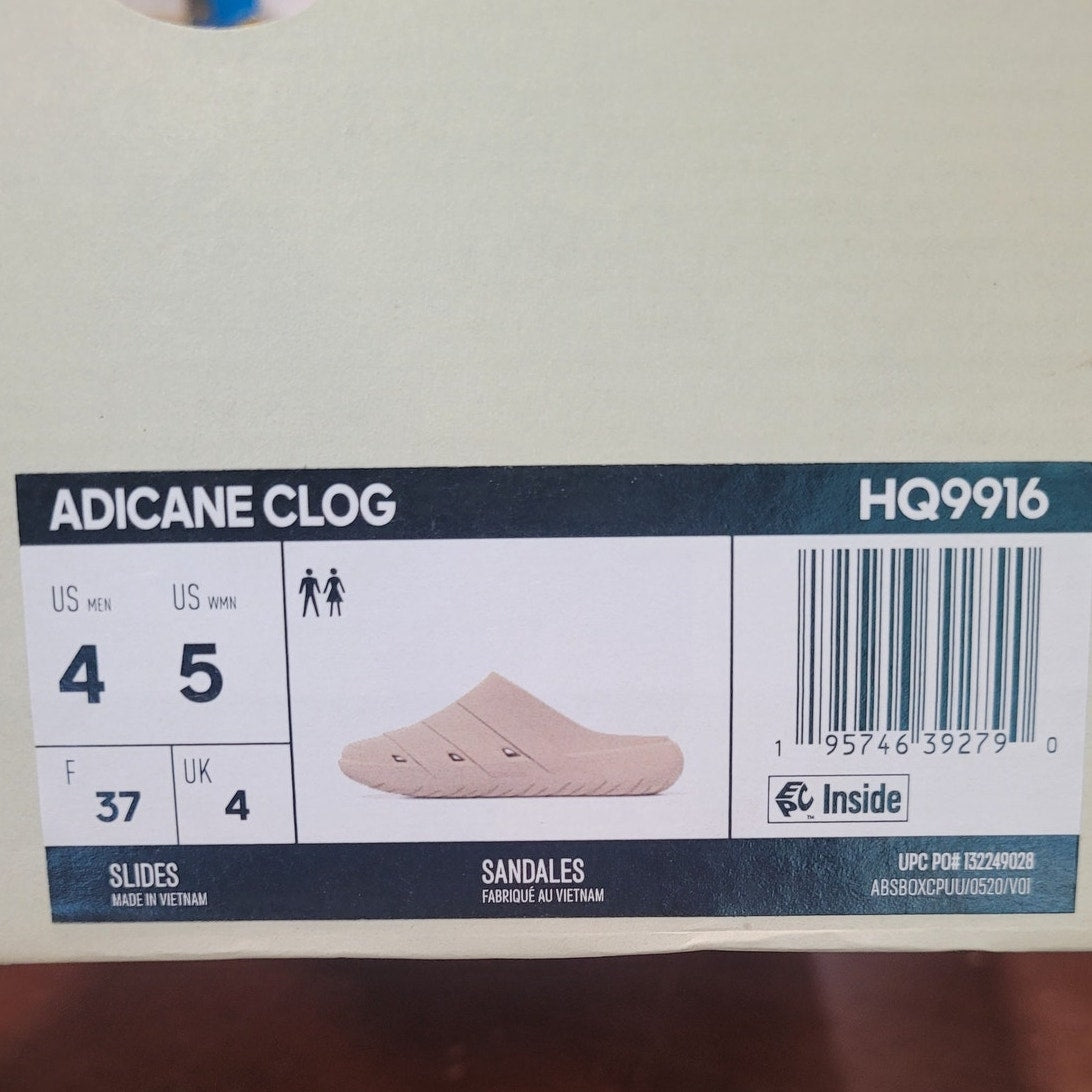 ADICANE CLOG
HQ9916
US MEN
US WMN
4
5
F
37
UK
4
1 95746 39279 0
EPC™ Inside
SLIDES
MADE IN VIETNAM
SANDALES
FABRIQUÉ AU VIETNAM
UPC PO# 132249028
ABSBOXCPUU/0520/V01